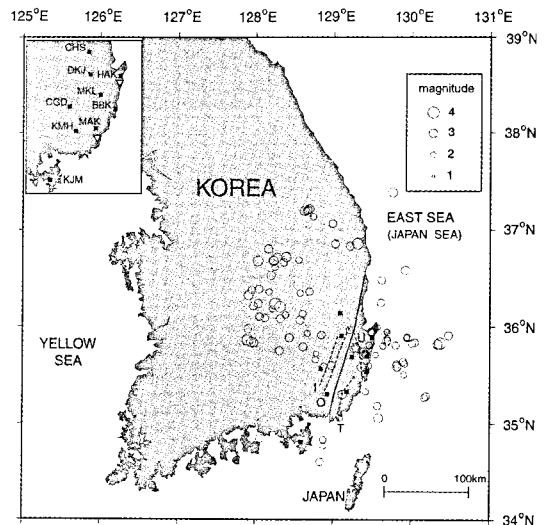 125°E 126°E 127°E 128°E 129°E 130°E 131°E
39°N
CHS
DKJ
HAK
MKL
CGD
BBK
MAK
KMH
KJM
magnitude
4
3
2
1
38°N
KOREA
EAST SEA
(JAPAN SEA)
37°N
36°N
YELLOW
SEA
U
I
T
35°N
JAPAN
0 100km
34°N